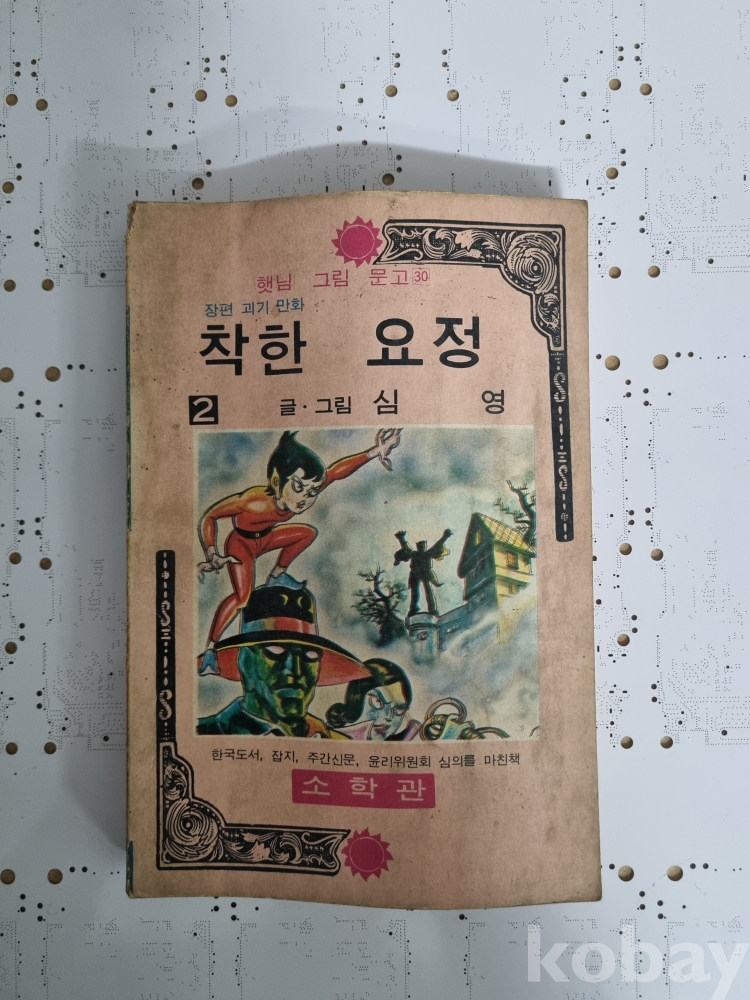 햇님 그림 문고 30
장편 괴기 만화
착한 요정
2 글·그림 심 영
한국도서, 잡지, 주간신문, 윤리위원회 심의를 마친책
소학관
kobay